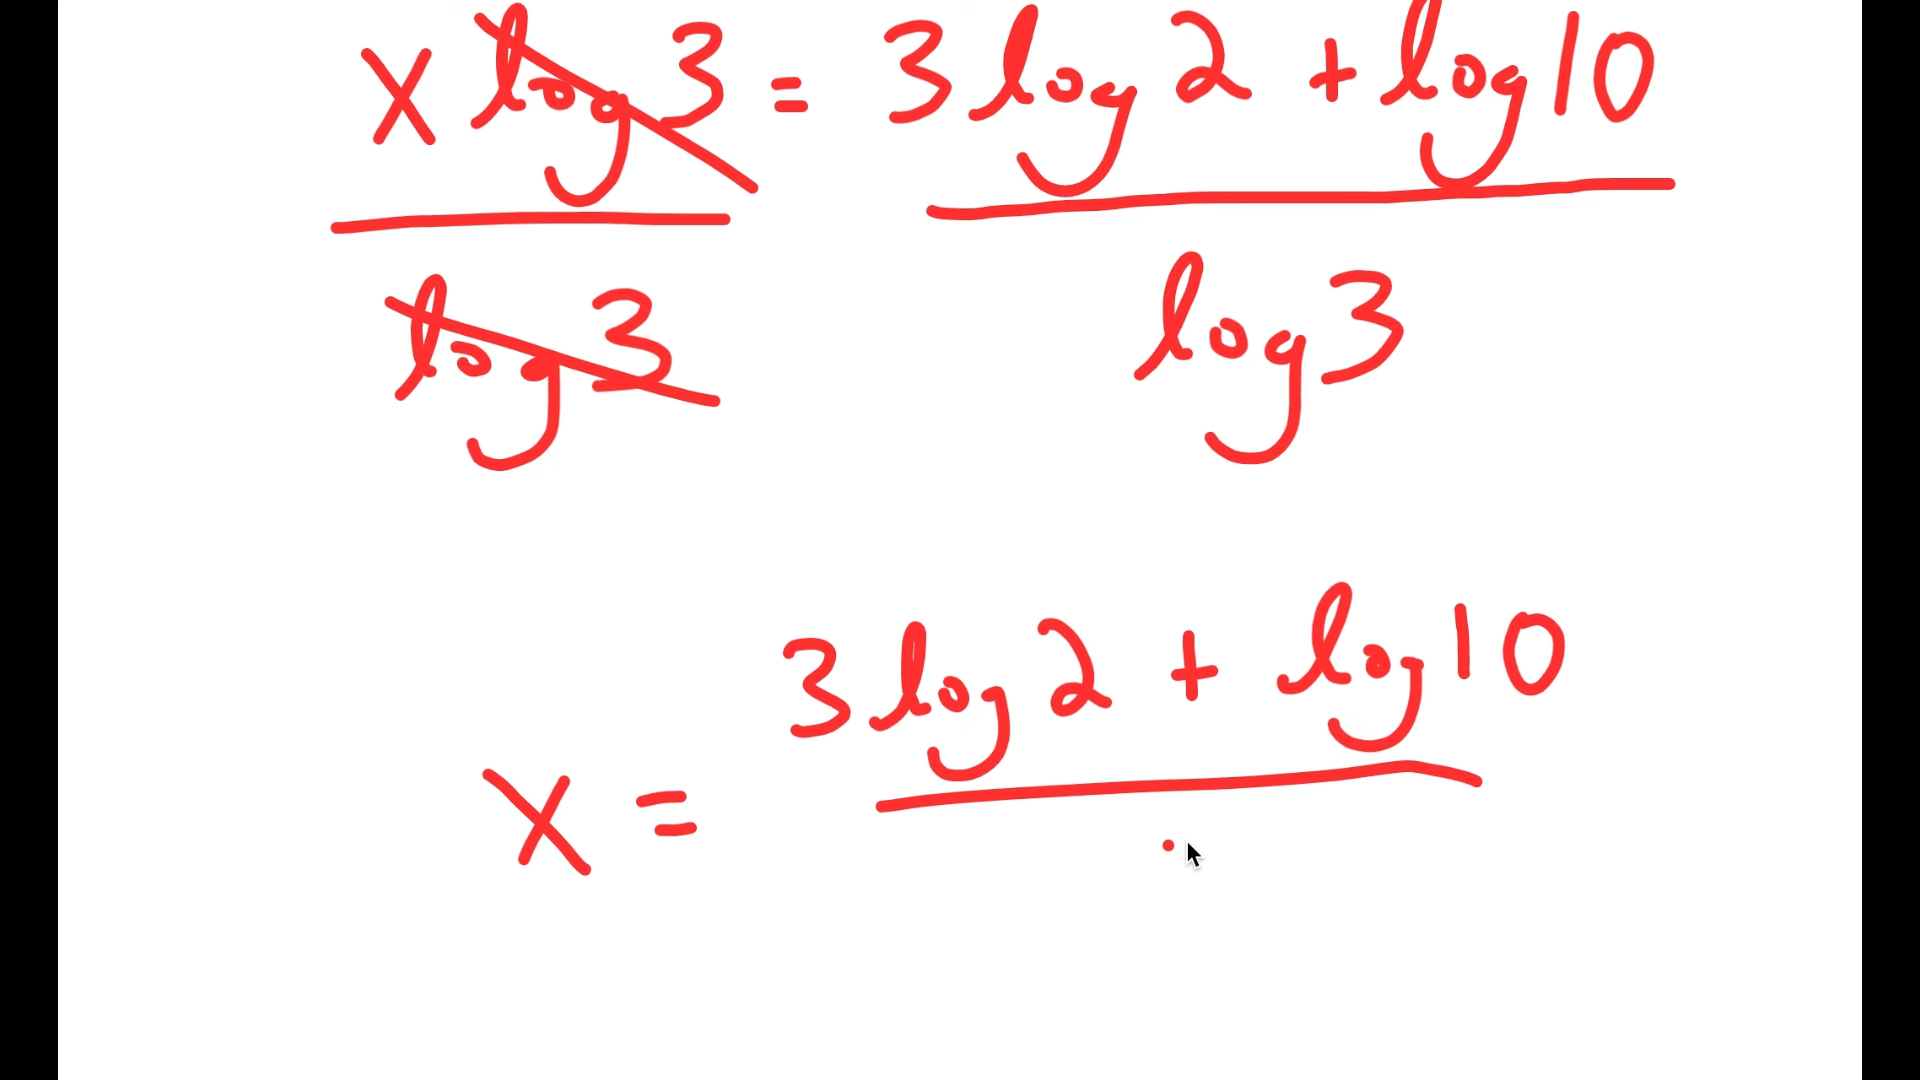 x log 3 = 3 log 2 + log 10
log 3 log 3
3 log 2 + log 10
x =